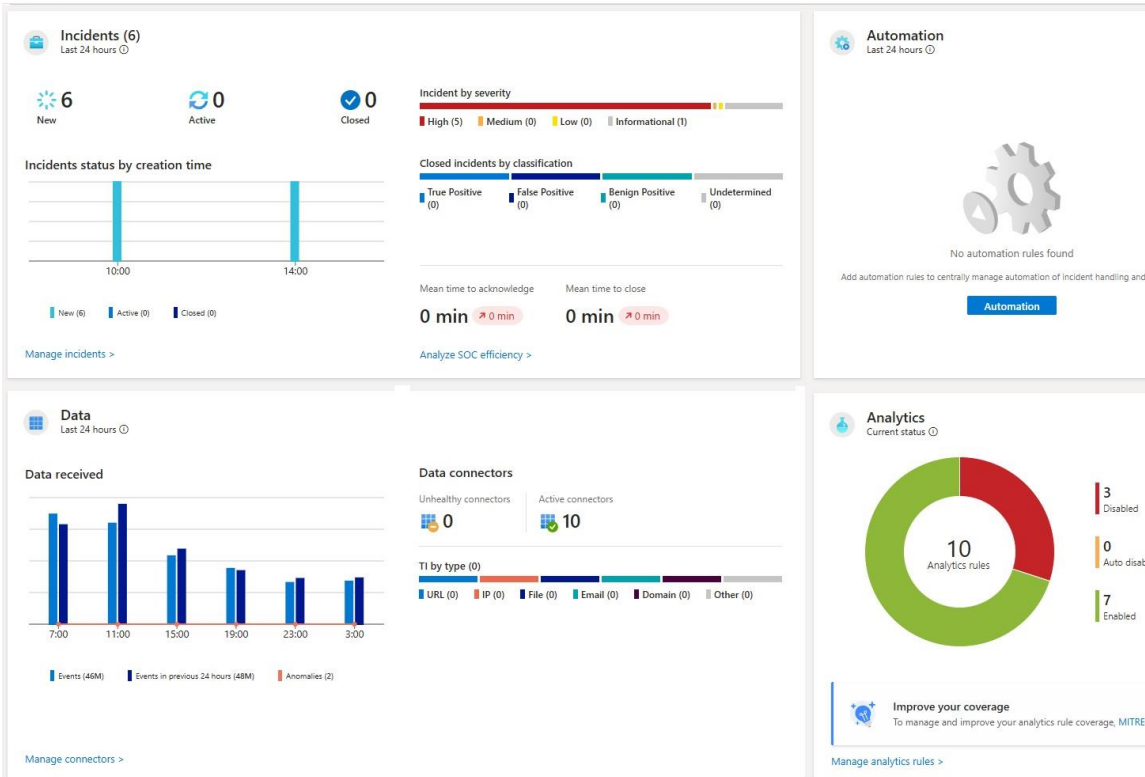 Incidents (6)
Last 24 hours
6
New
0
Active
0
Closed
Incidents status by creation time
10:00 14:00
New (6) Active (0) Closed (0)
Manage incidents >
Incident by severity
High (5) Medium (0) Low (0) Informational (1)
Closed incidents by classification
True Positive (0)
False Positive (0)
Benign Positive (0)
Undetermined (0)
Mean time to acknowledge
0 min 0 min
Mean time to close
0 min 0 min
Analyze SOC efficiency >
Automation
Last 24 hours
No automation rules found
Add automation rules to centrally manage automation of incident handling and
Automation
Data
Last 24 hours
Data received
7:00 11:00 15:00 19:00 23:00 3:00
Events (46M) Events in previous 24 hours (48M) Anomalies (2)
Manage connectors >
Data connectors
Unhealthy connectors
0
Active connectors
10
TI by type (0)
URL (0) IP (0) File (0) Email (0) Domain (0) Other (0)
Analytics
Current status
10
Analytics rules
3
Disabled
0
Auto disab
7
Enabled
Improve your coverage
To manage and improve your analytics rule coverage, MITRE
Manage analytics rules >